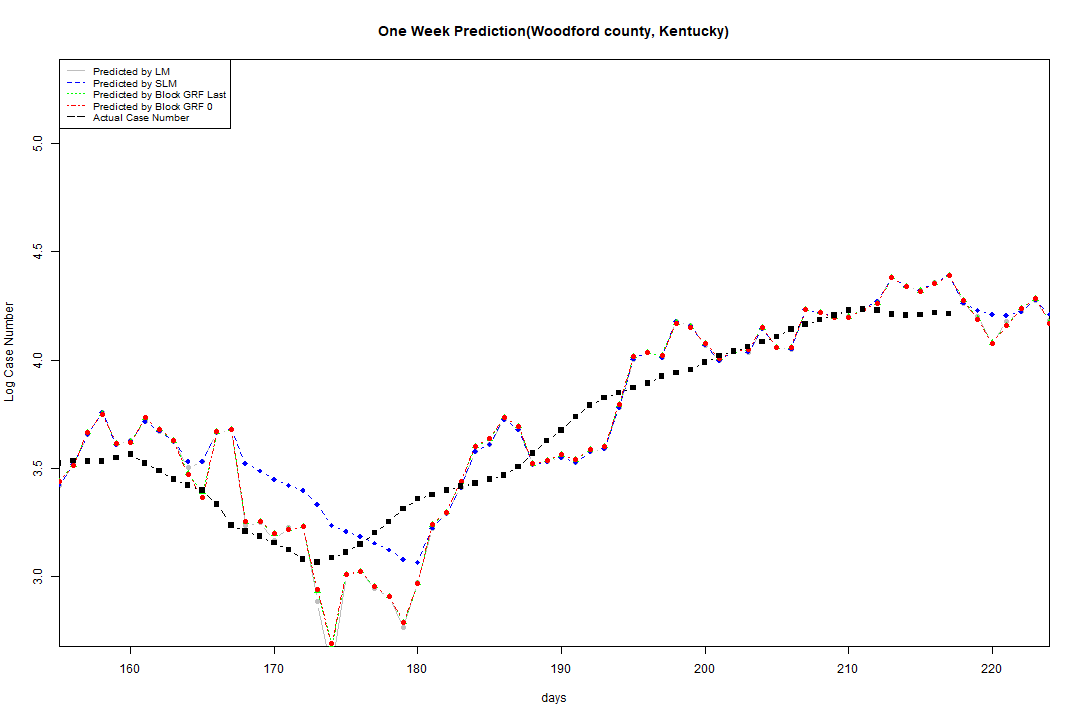 One Week Prediction(Woodford county, Kentucky)
Predicted by LM
Predicted by SLM
Predicted by Block GRF Last
Predicted by Block GRF 0
Actual Case Number
5.0
4.5
4.0
3.5
3.0
Log Case Number
160 170 180 190 200 210 220
days